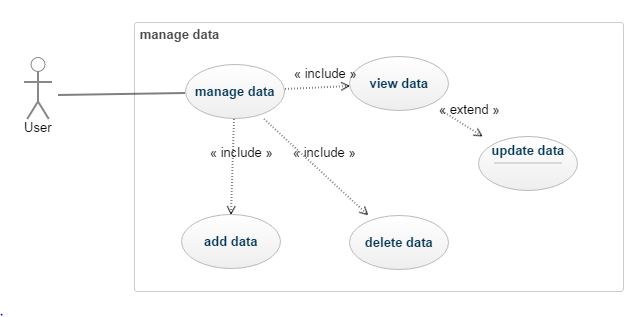 manage data
« include »
view data
manage data
« extend »
User
update data
« include »
« include »
add data
delete data